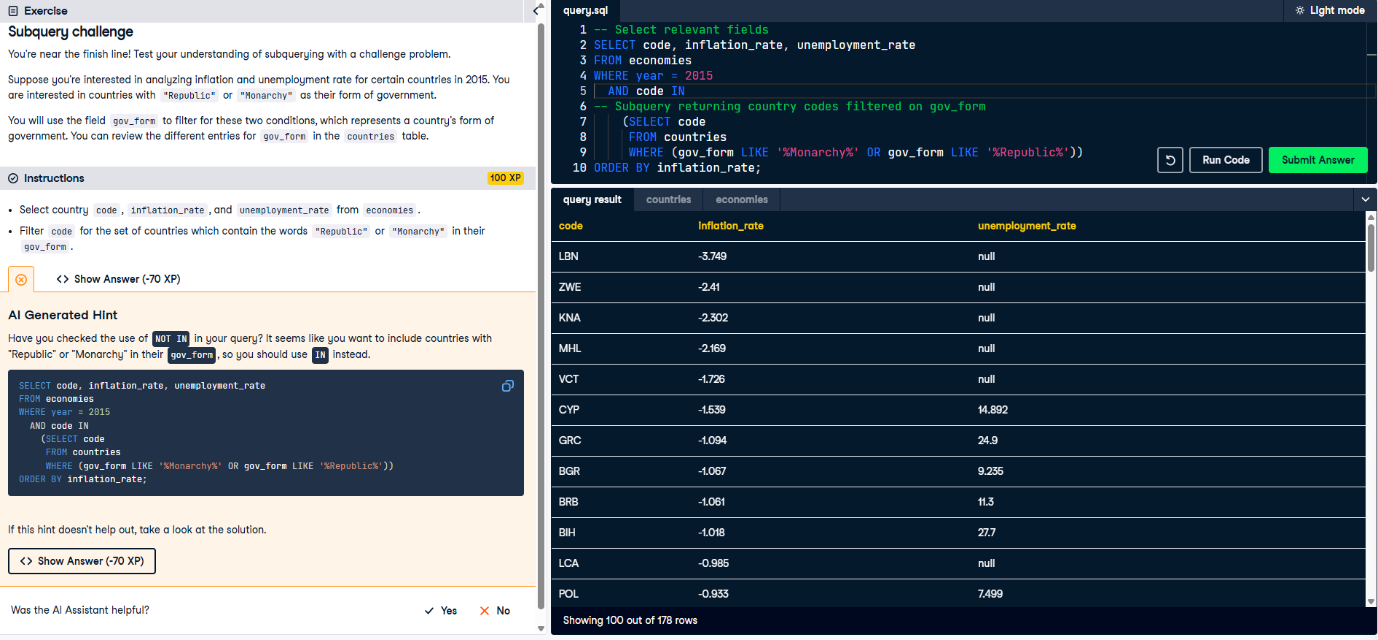 Exercise
Subquery challenge
You're near the finish line! Test your understanding of subquerying with a challenge problem.
Suppose you're interested in analyzing inflation and unemployment rate for certain countries in 2015. You
are interested in countries with "Republic" or "Monarchy" as their form of government.
You will use the field gov_form to filter for these two conditions, which represents a country's form of
government. You can review the different entries for gov_form in the countries table.
Instructions
100 XP
Select country code, inflation_rate, and unemployment_rate from economies.
Filter code for the set of countries which contain the words "Republic" or "Monarchy" in their
gov_form.
Show Answer (-70 XP)
AI Generated Hint
Have you checked the use of NOT IN in your query? It seems like you want to include countries with
"Republic" or "Monarchy" in their gov_form, so you should use IN instead.
SELECT code, inflation_rate, unemployment_rate
FROM economies
WHERE year = 2015
AND code IN
(SELECT code
FROM countries
WHERE (gov_form LIKE '%Monarchy%' OR gov_form LIKE '%Republic%'))
ORDER BY inflation_rate;
If this hint doesn't help out, take a look at the solution.
Show Answer (-70 XP)
Was the AI Assistant helpful? Yes No
query.sql
Light mode
1 -- Select relevant fields
2 SELECT code, inflation_rate, unemployment_rate
3 FROM economies
4 WHERE year = 2015
5 AND code IN
6 -- Subquery returning country codes filtered on gov_form
7 (SELECT code
8 FROM countries
9 WHERE (gov_form LIKE '%Monarchy%' OR gov_form LIKE '%Republic%'))
10 ORDER BY inflation_rate;
Run Code Submit Answer
query result countries economies
code inflation_rate unemployment_rate
LBN -3.749 null
ZWE -2.41 null
KNA -2.302 null
MHL -2.169 null
VCT -1.726 null
CYP -1.539 14.892
GRC -1.094 24.9
BGR -1.067 9.235
BRB -1.061 11.3
BIH -1.018 27.7
LCA -0.985 null
POL -0.933 7.499
Showing 100 out of 178 rows